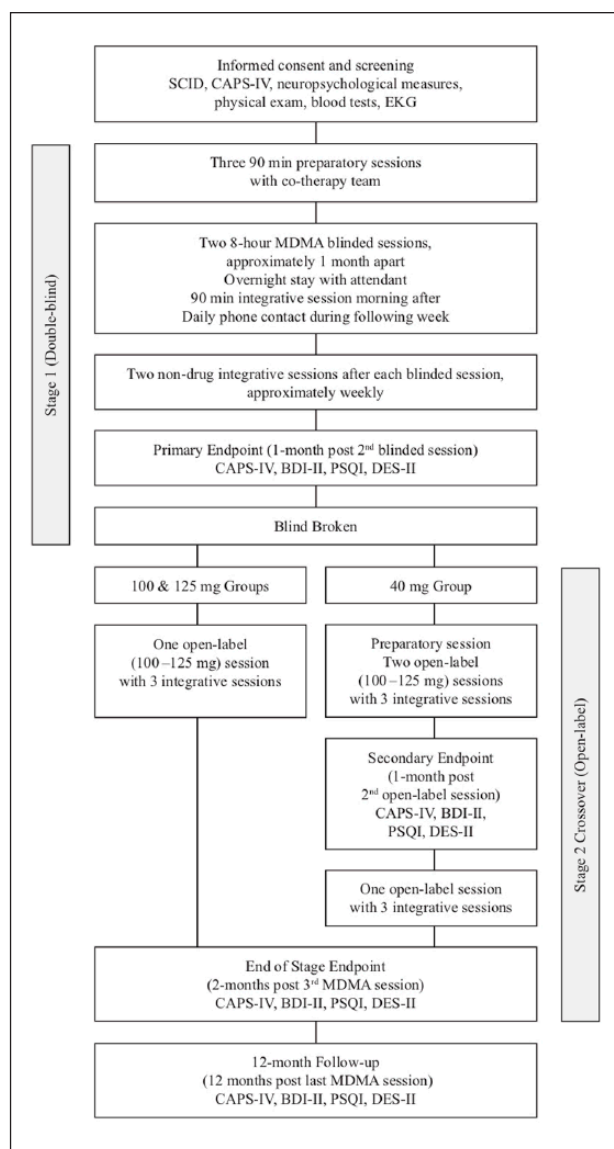 Informed consent and screening
SCID, CAPS-IV, neuropsychological measures,
physical exam, blood tests, EKG
Stage 1 (Double-blind)
Three 90 min preparatory sessions
with co-therapy team
Two 8-hour MDMA blinded sessions,
approximately 1 month apart
Overnight stay with attendant
90 min integrative session morning after
Daily phone contact during following week
Two non-drug integrative sessions after each blinded session,
approximately weekly
Primary Endpoint (1-month post 2nd blinded session)
CAPS-IV, BDI-II, PSQI, DES-II
Blind Broken
100 & 125 mg Groups
One open-label
(100–125 mg) session
with 3 integrative sessions
40 mg Group
Preparatory session
Two open-label
(100–125 mg) sessions
with 3 integrative sessions
Secondary Endpoint
(1-month post
2nd open-label session)
CAPS-IV, BDI-II,
PSQI, DES-II
One open-label session
with 3 integrative sessions
Stage 2 Crossover (Open-label)
End of Stage Endpoint
(2-months post 3rd MDMA session)
CAPS-IV, BDI-II, PSQI, DES-II
12-month Follow-up
(12 months post last MDMA session)
CAPS-IV, BDI-II, PSQI, DES-II